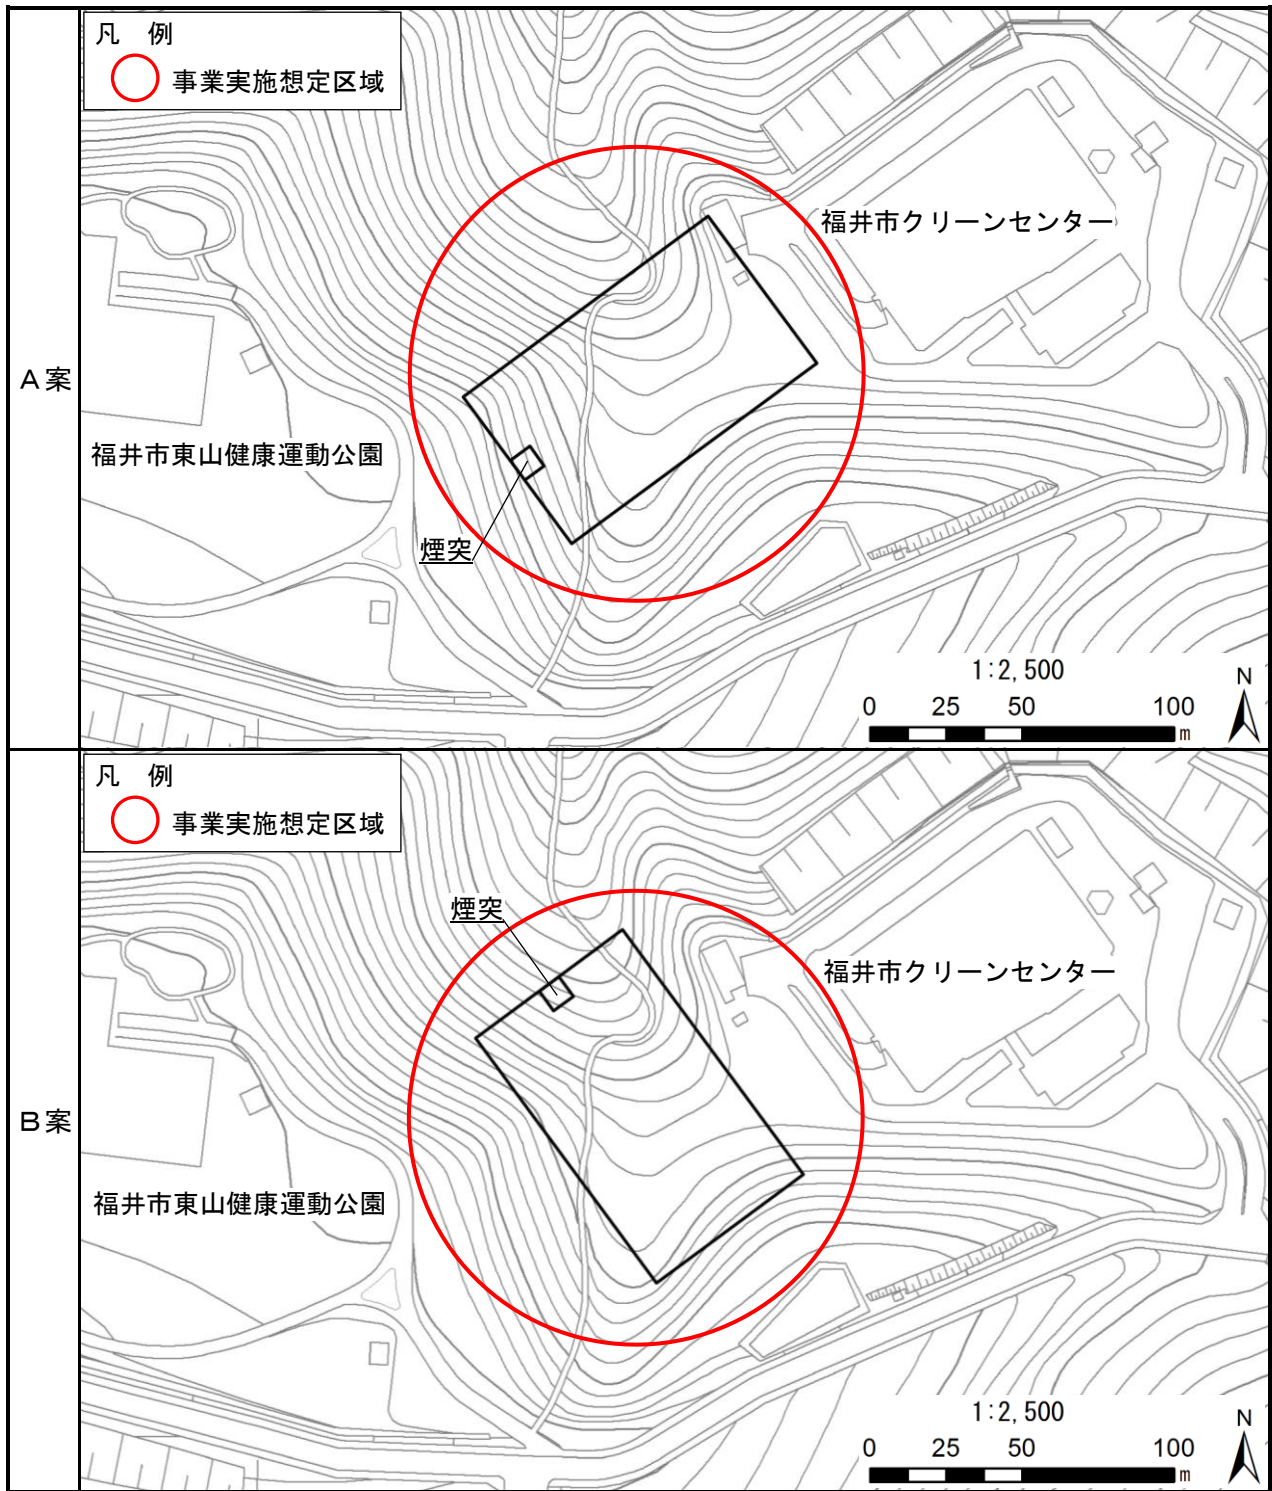 A案
凡 例
事業実施想定区域
福井市クリーンセンター
福井市東山健康運動公園
煙突
1:2,500
0 25 50 100
m
N
B案
凡 例
事業実施想定区域
煙突
福井市クリーンセンター
福井市東山健康運動公園
1:2,500
0 25 50 100
m
N